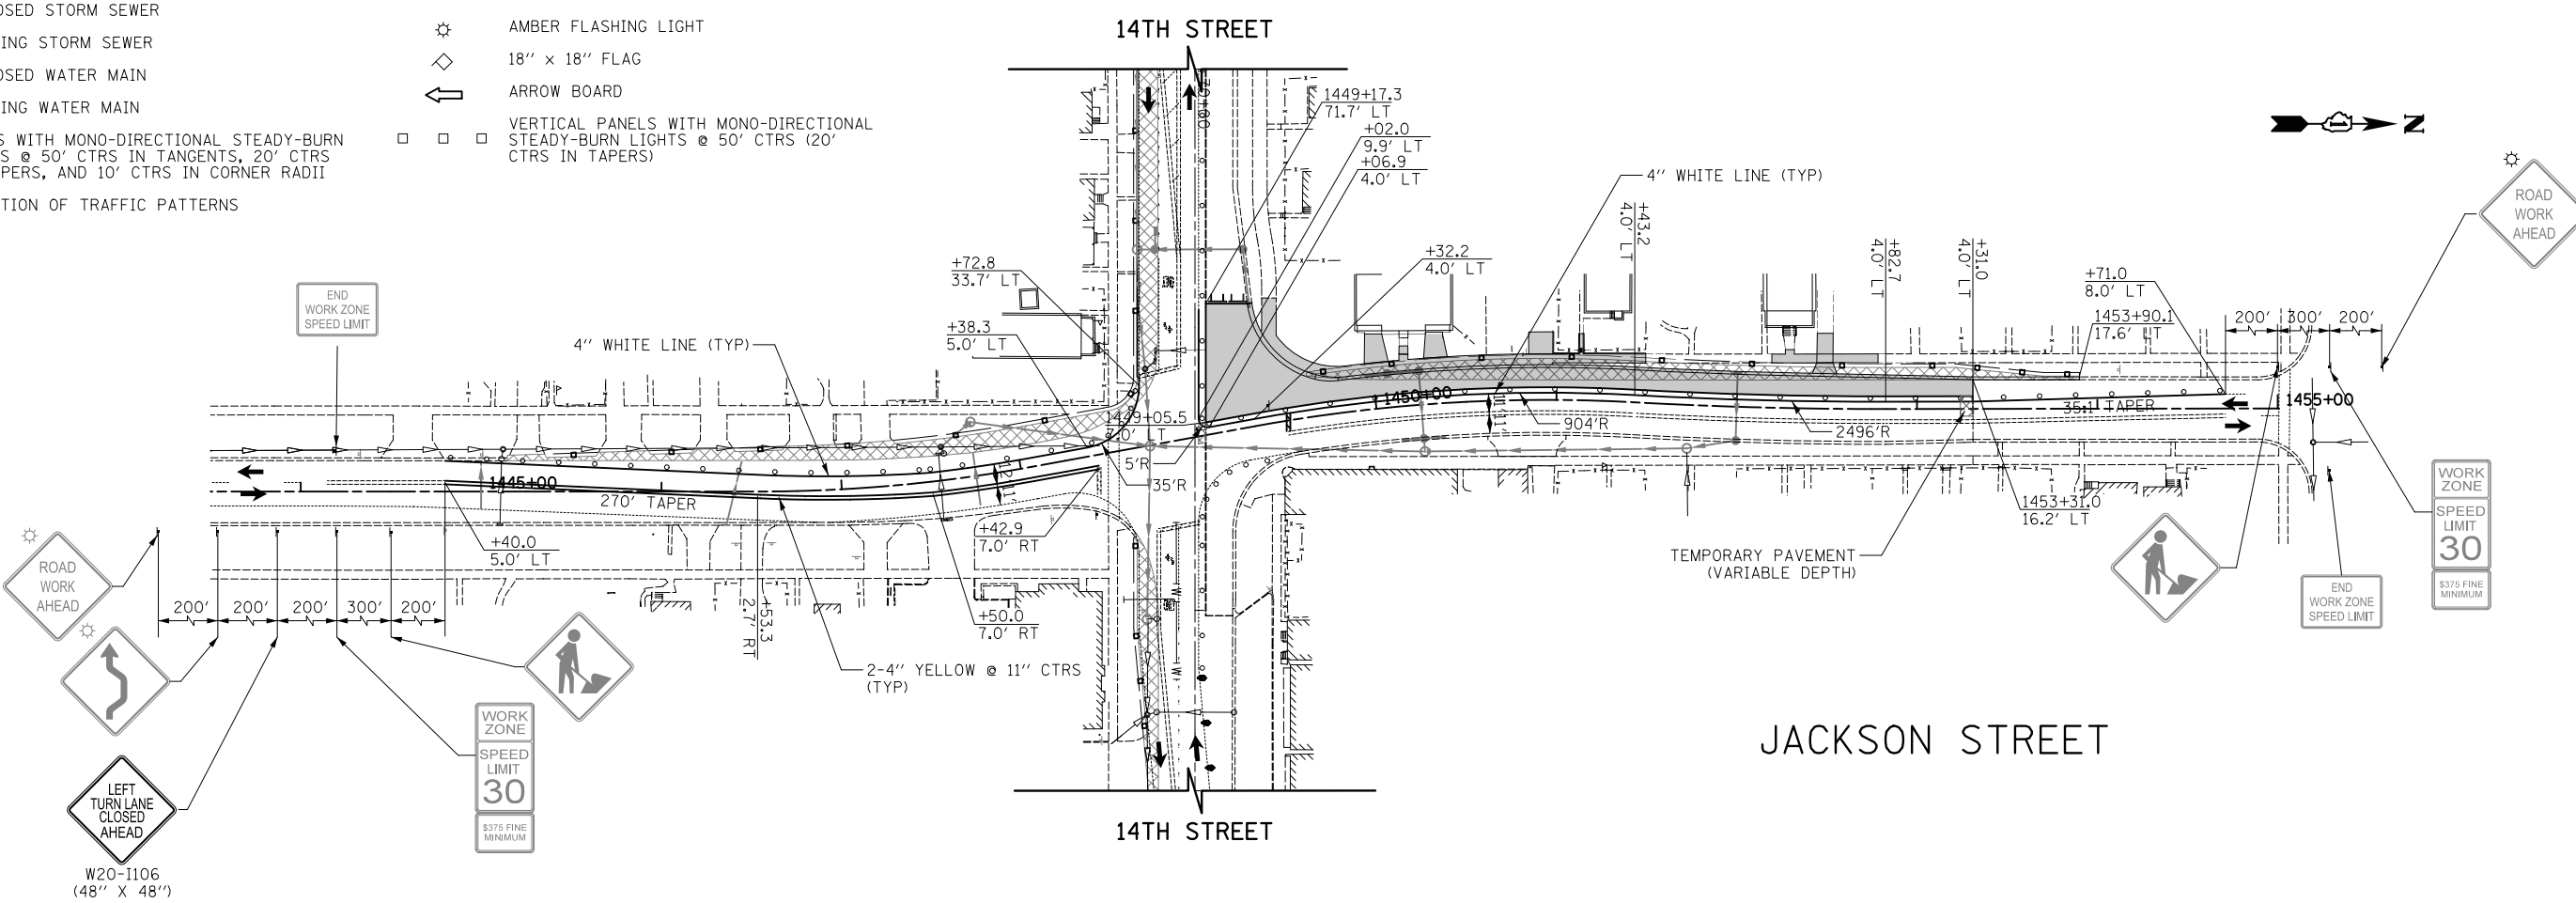 OSED STORM SEWER
ING STORM SEWER
OSED WATER MAIN
ING WATER MAIN
S WITH MONO-DIRECTIONAL STEADY-BURN
S @ 50' CTRS IN TANGENTS, 20' CTRS
PERS, AND 10' CTRS IN CORNER RADII
TION OF TRAFFIC PATTERNS
AMBER FLASHING LIGHT
18" x 18" FLAG
ARROW BOARD
VERTICAL PANELS WITH MONO-DIRECTIONAL
STEADY-BURN LIGHTS @ 50' CTRS (20'
CTRS IN TAPERS)
14TH STREET
1449+17.3
71.7' LT
+02.0
9.9' LT
+06.9
4.0' LT
4" WHITE LINE (TYP)
N
ROAD
WORK
AHEAD
+43.2
4.0' LT
+82.7
4.0' LT
+31.0
4.0' LT
+32.2
4.0' LT
+71.0
8.0' LT
1453+90.1
17.6' LT
200'
300'
200'
+72.8
33.7' LT
+38.3
5.0' LT
END
WORK ZONE
SPEED LIMIT
4" WHITE LINE (TYP)
1449+05.5
1450+00
11'
11'
904'R
2496'R
35:1 TAPER
1455+00
5'R
35'R
1445+00
270' TAPER
12'
+42.9
7.0' RT
+40.0
5.0' LT
+50.0
7.0' RT
+53.3
2.7' RT
1453+31.0
16.2' LT
TEMPORARY PAVEMENT
(VARIABLE DEPTH)
WORK
ZONE
SPEED
LIMIT
30
$375 FINE
MINIMUM
END
WORK ZONE
SPEED LIMIT
ROAD
WORK
AHEAD
200'
200'
200'
300'
200'
2-4" YELLOW @ 11" CTRS
(TYP)
WORK
ZONE
SPEED
LIMIT
30
$375 FINE
MINIMUM
LEFT
TURN LANE
CLOSED
AHEAD
W20-I106
(48" X 48")
JACKSON STREET
14TH STREET